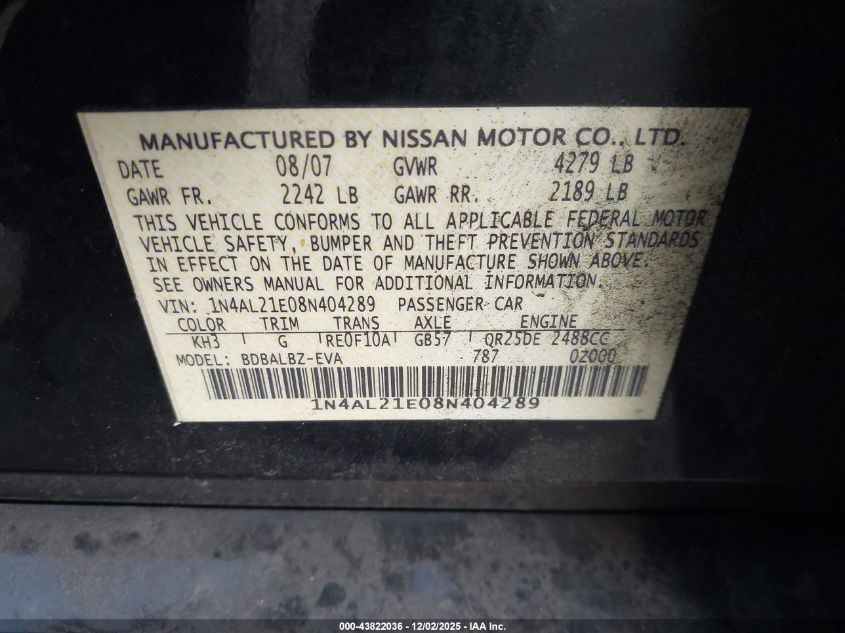 MANUFACTURED BY NISSAN MOTOR CO., LTD.
DATE 08/07 GVWR 4279 LB
GAWR FR. 2242 LB GAWR RR. 2189 LB
THIS VEHICLE CONFORMS TO ALL APPLICABLE FEDERAL MOTOR
VEHICLE SAFETY, BUMPER AND THEFT PREVENTION STANDARDS
IN EFFECT ON THE DATE OF MANUFACTURE SHOWN ABOVE.
SEE OWNERS MANUAL FOR ADDITIONAL INFORMATION.
VIN: 1N4AL21E08N404289 PASSENGER CAR
COLOR TRIM TRANS AXLE ENGINE
KH3 G RE0F10A GB57 QR25DE 2488CC
MODEL: BDBALBZ-EVA 787 0Z000
1N4AL21E08N404289
000-43822036 - 12/02/2025 - IAA Inc.